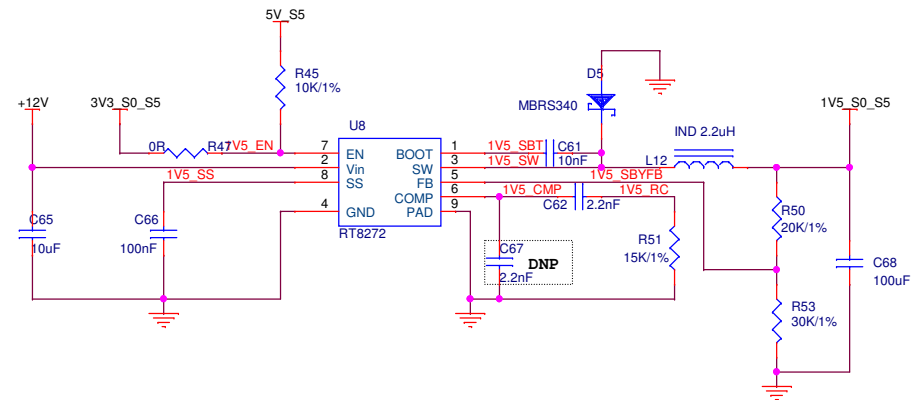 5V_S5
R45
10K/1%
+12V
3V3_S0_S5
D5
MBRS340
1V5_S0_S5
IND 2.2uH
U8
0R
R47
1V5_EN
7
EN
BOOT
1
1V5_SBT
C61
10nF
2
Vin
SW
3
1V5_SW
L12
1V5_SS
8
SS
FB
5
1V5_SBYFB
COMP
6
1V5_CMP
C62
2.2nF
1V5_RC
4
GND
PAD
9
RT8272
C65
10uF
C66
100nF
C67
DNP
2.2nF
R51
15K/1%
R50
20K/1%
C68
100uF
R53
30K/1%